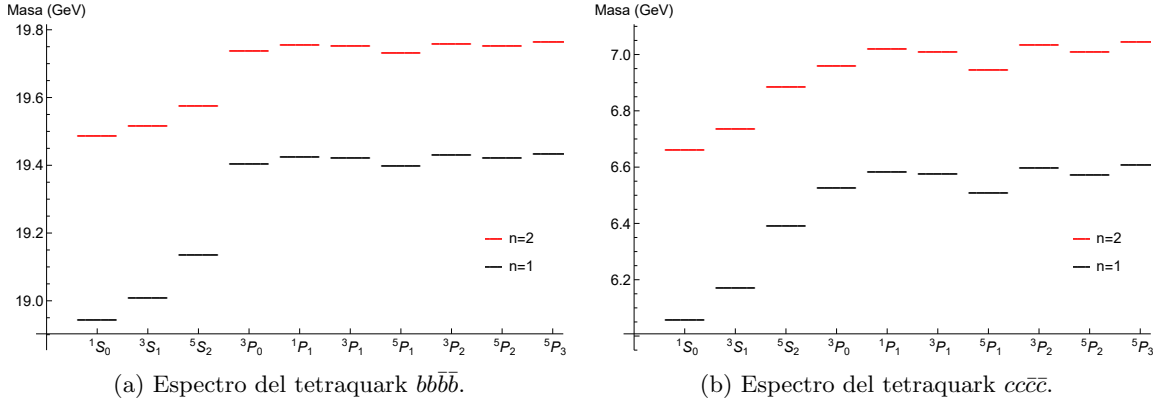 Masa (GeV)
19.8
19.6
19.4
19.2
19.0
n=2
n=1
¹S₀ ³S₁ ⁵S₂ ³P₀ ¹P₁ ³P₁ ⁵P₁ ³P₂ ⁵P₂ ⁵P₃
(a) Espectro del tetraquark bbb̄b̄.
Masa (GeV)
7.0
6.8
6.6
6.4
6.2
n=2
n=1
¹S₀ ³S₁ ⁵S₂ ³P₀ ¹P₁ ³P₁ ⁵P₁ ³P₂ ⁵P₂ ⁵P₃
(b) Espectro del tetraquark ccc̄c̄.